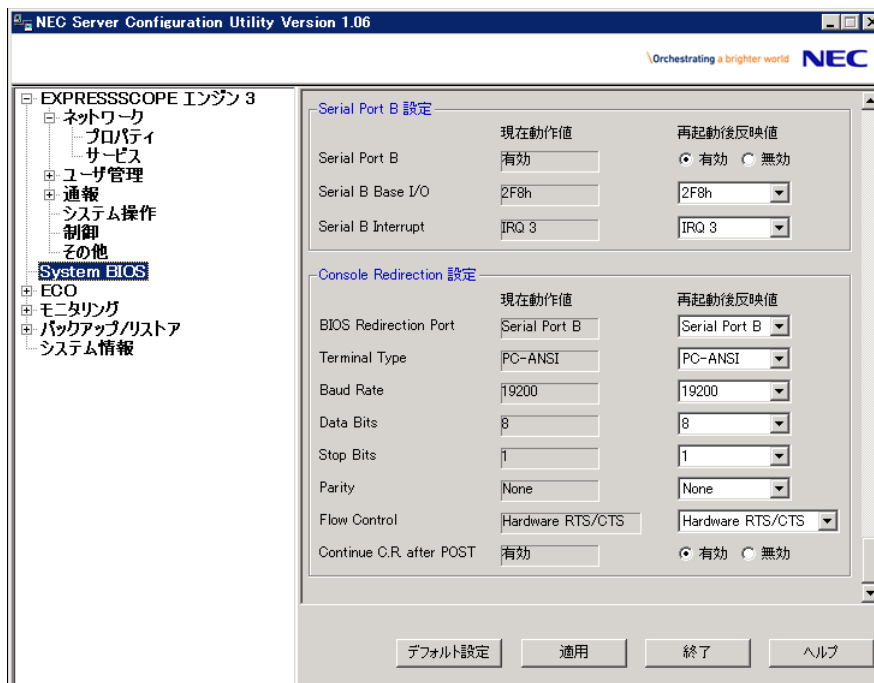 NEC Server Configuration Utility Version 1.06
\Orchestrating a brighter world NEC
EXPRESSSCOPE エンジン 3
ネットワーク
プロパティ
サービス
ユーザ管理
通報
システム操作
制御
その他
System BIOS
ECO
モニタリング
バックアップ/リストア
システム情報
Serial Port B 設定
現在動作値 再起動後反映値
Serial Port B 有効 有効 無効
Serial B Base I/O 2F8h 2F8h
Serial B Interrupt IRQ 3 IRQ 3
Console Redirection 設定
現在動作値 再起動後反映値
BIOS Redirection Port Serial Port B Serial Port B
Terminal Type PC-ANSI PC-ANSI
Baud Rate 19200 19200
Data Bits 8 8
Stop Bits 1 1
Parity None None
Flow Control Hardware RTS/CTS Hardware RTS/CTS
Continue C.R. after POST 有効 有効 無効
デフォルト設定 適用 終了 ヘルプ